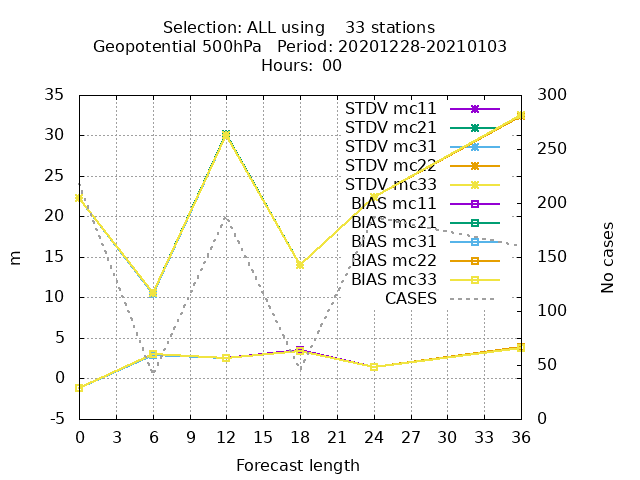 Selection: ALL using    33 stations
Geopotential 500hPa   Period: 20201228-20210103
Hours: 00
35
30
25
20
15
10
5
0
-5
m
STDV mc11
STDV mc21
STDV mc31
STDV mc22
STDV mc33
BIAS mc11
BIAS mc21
BIAS mc31
BIAS mc22
BIAS mc33
CASES
300
250
200
150
100
50
0
No cases
0 3 6 9 12 15 18 21 24 27 30 33 36
Forecast length